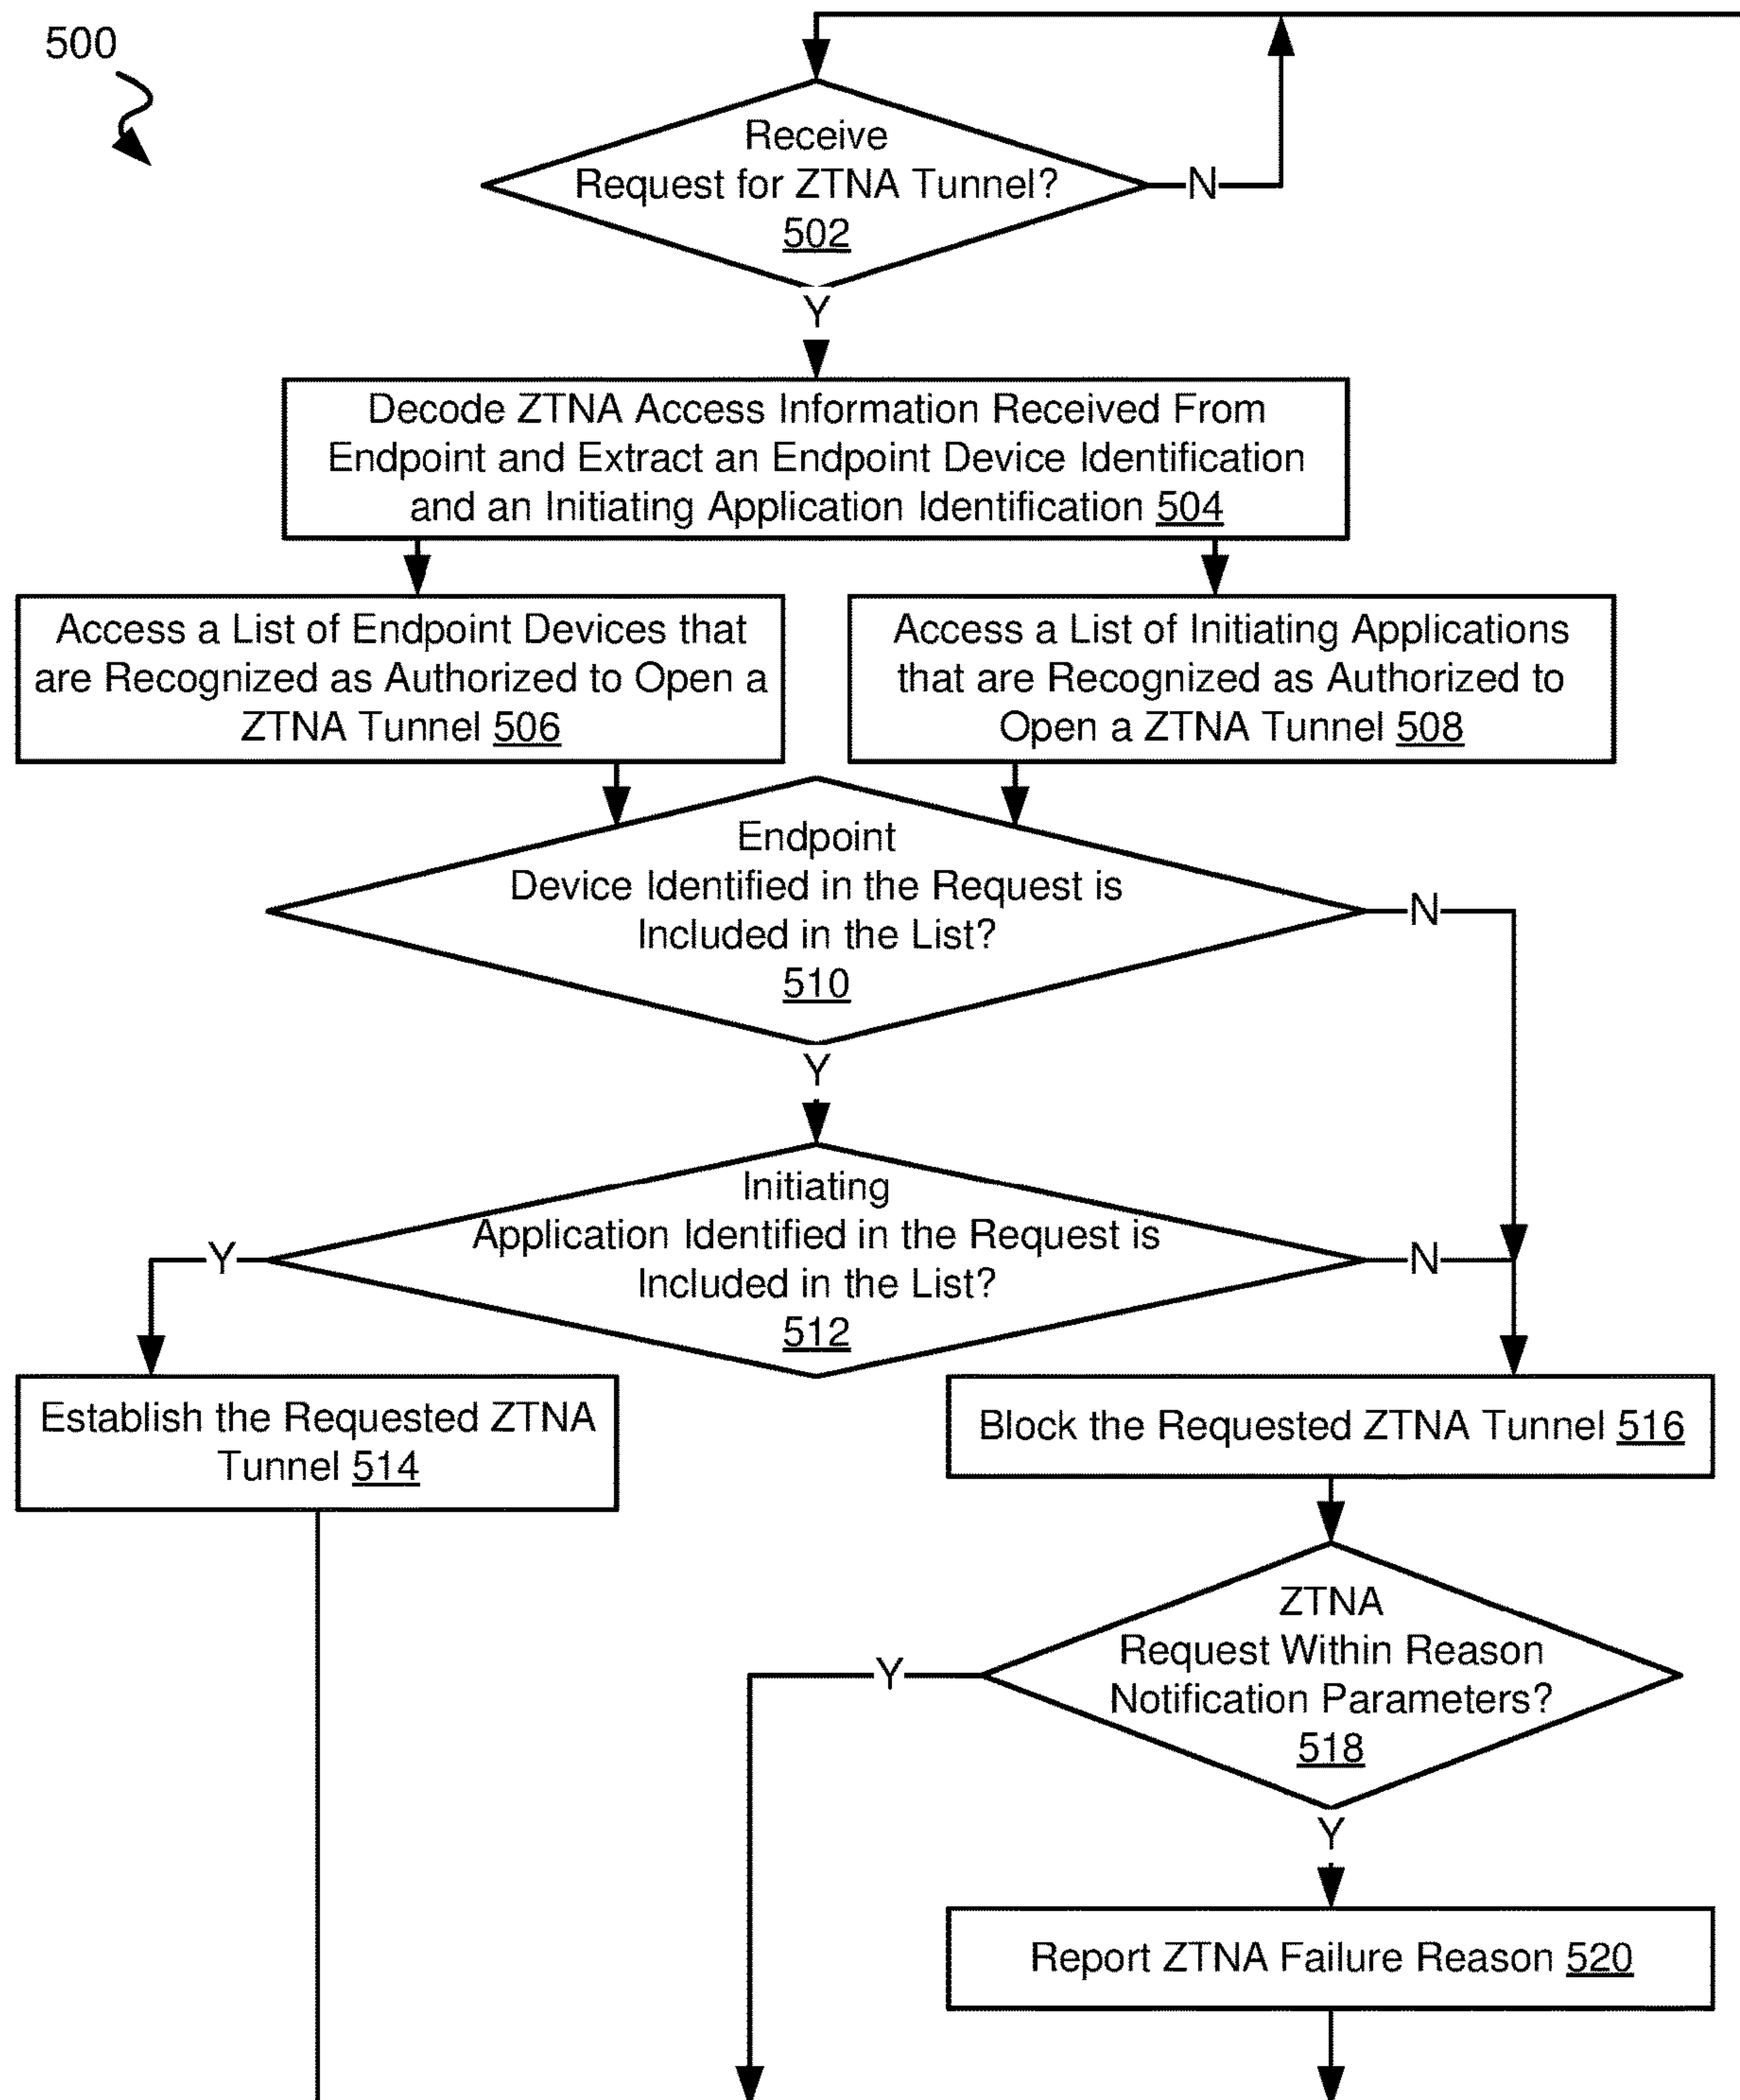 500
Receive
Request for ZTNA Tunnel?
502
N
Y
Decode ZTNA Access Information Received From
Endpoint and Extract an Endpoint Device Identification
and an Initiating Application Identification 504
Access a List of Endpoint Devices that
are Recognized as Authorized to Open a
ZTNA Tunnel 506
Access a List of Initiating Applications
that are Recognized as Authorized to
Open a ZTNA Tunnel 508
Endpoint
Device Identified in the Request is
Included in the List?
510
N
Y
Initiating
Application Identified in the Request is
Included in the List?
512
Y
N
Establish the Requested ZTNA
Tunnel 514
Block the Requested ZTNA Tunnel 516
ZTNA
Request Within Reason
Notification Parameters?
518
Y
Y
Report ZTNA Failure Reason 520